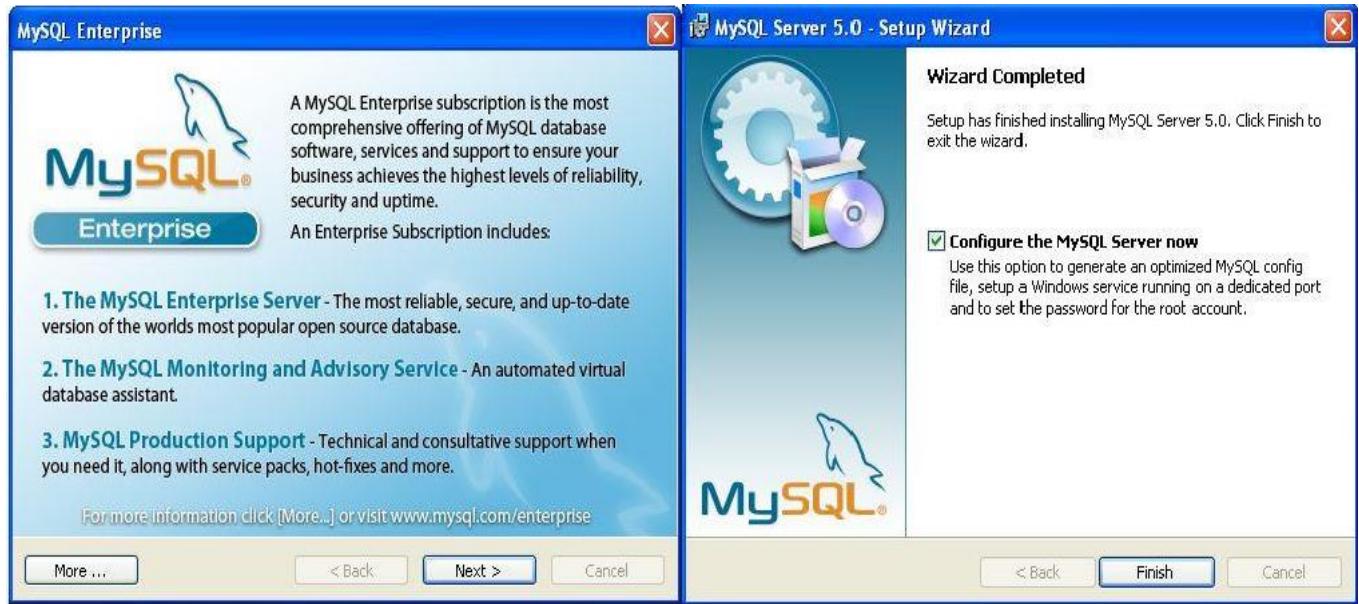 MySQL Enterprise
MySQL®
Enterprise
A MySQL Enterprise subscription is the most
comprehensive offering of MySQL database
software, services and support to ensure your
business achieves the highest levels of reliability,
security and uptime.
An Enterprise Subscription includes:
1. The MySQL Enterprise Server - The most reliable, secure, and up-to-date
version of the worlds most popular open source database.
2. The MySQL Monitoring and Advisory Service - An automated virtual
database assistant.
3. MySQL Production Support - Technical and consultative support when
you need it, along with service packs, hot-fixes and more.
For more information click [More...] or visit www.mysql.com/enterprise
More ...
< Back
Next >
Cancel
MySQL Server 5.0 - Setup Wizard
Wizard Completed
Setup has finished installing MySQL Server 5.0. Click Finish to
exit the wizard.
Configure the MySQL Server now
Use this option to generate an optimized MySQL config
file, setup a Windows service running on a dedicated port
and to set the password for the root account.
MySQL®
< Back
Finish
Cancel